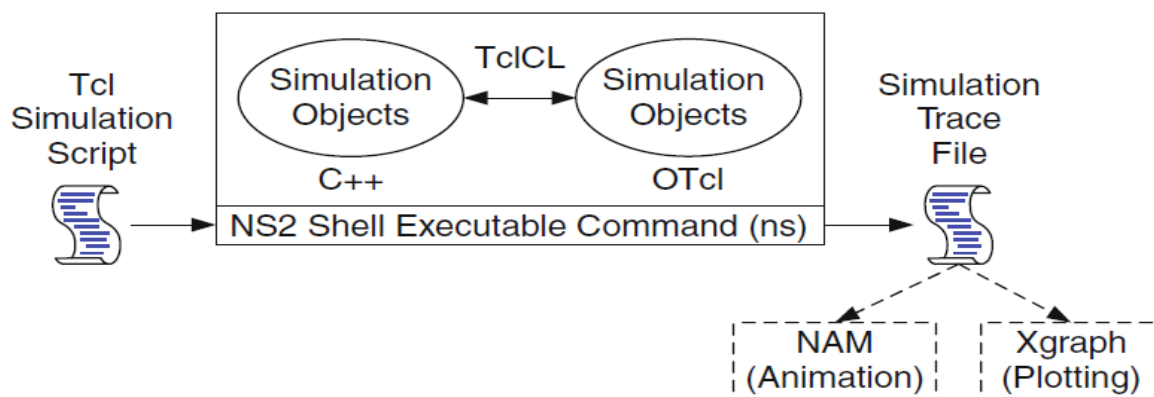 Tcl
Simulation
Script
Simulation
Objects
C++
TclCL
Simulation
Objects
OTcl
NS2 Shell Executable Command (ns)
Simulation
Trace
File
NAM
(Animation)
Xgraph
(Plotting)